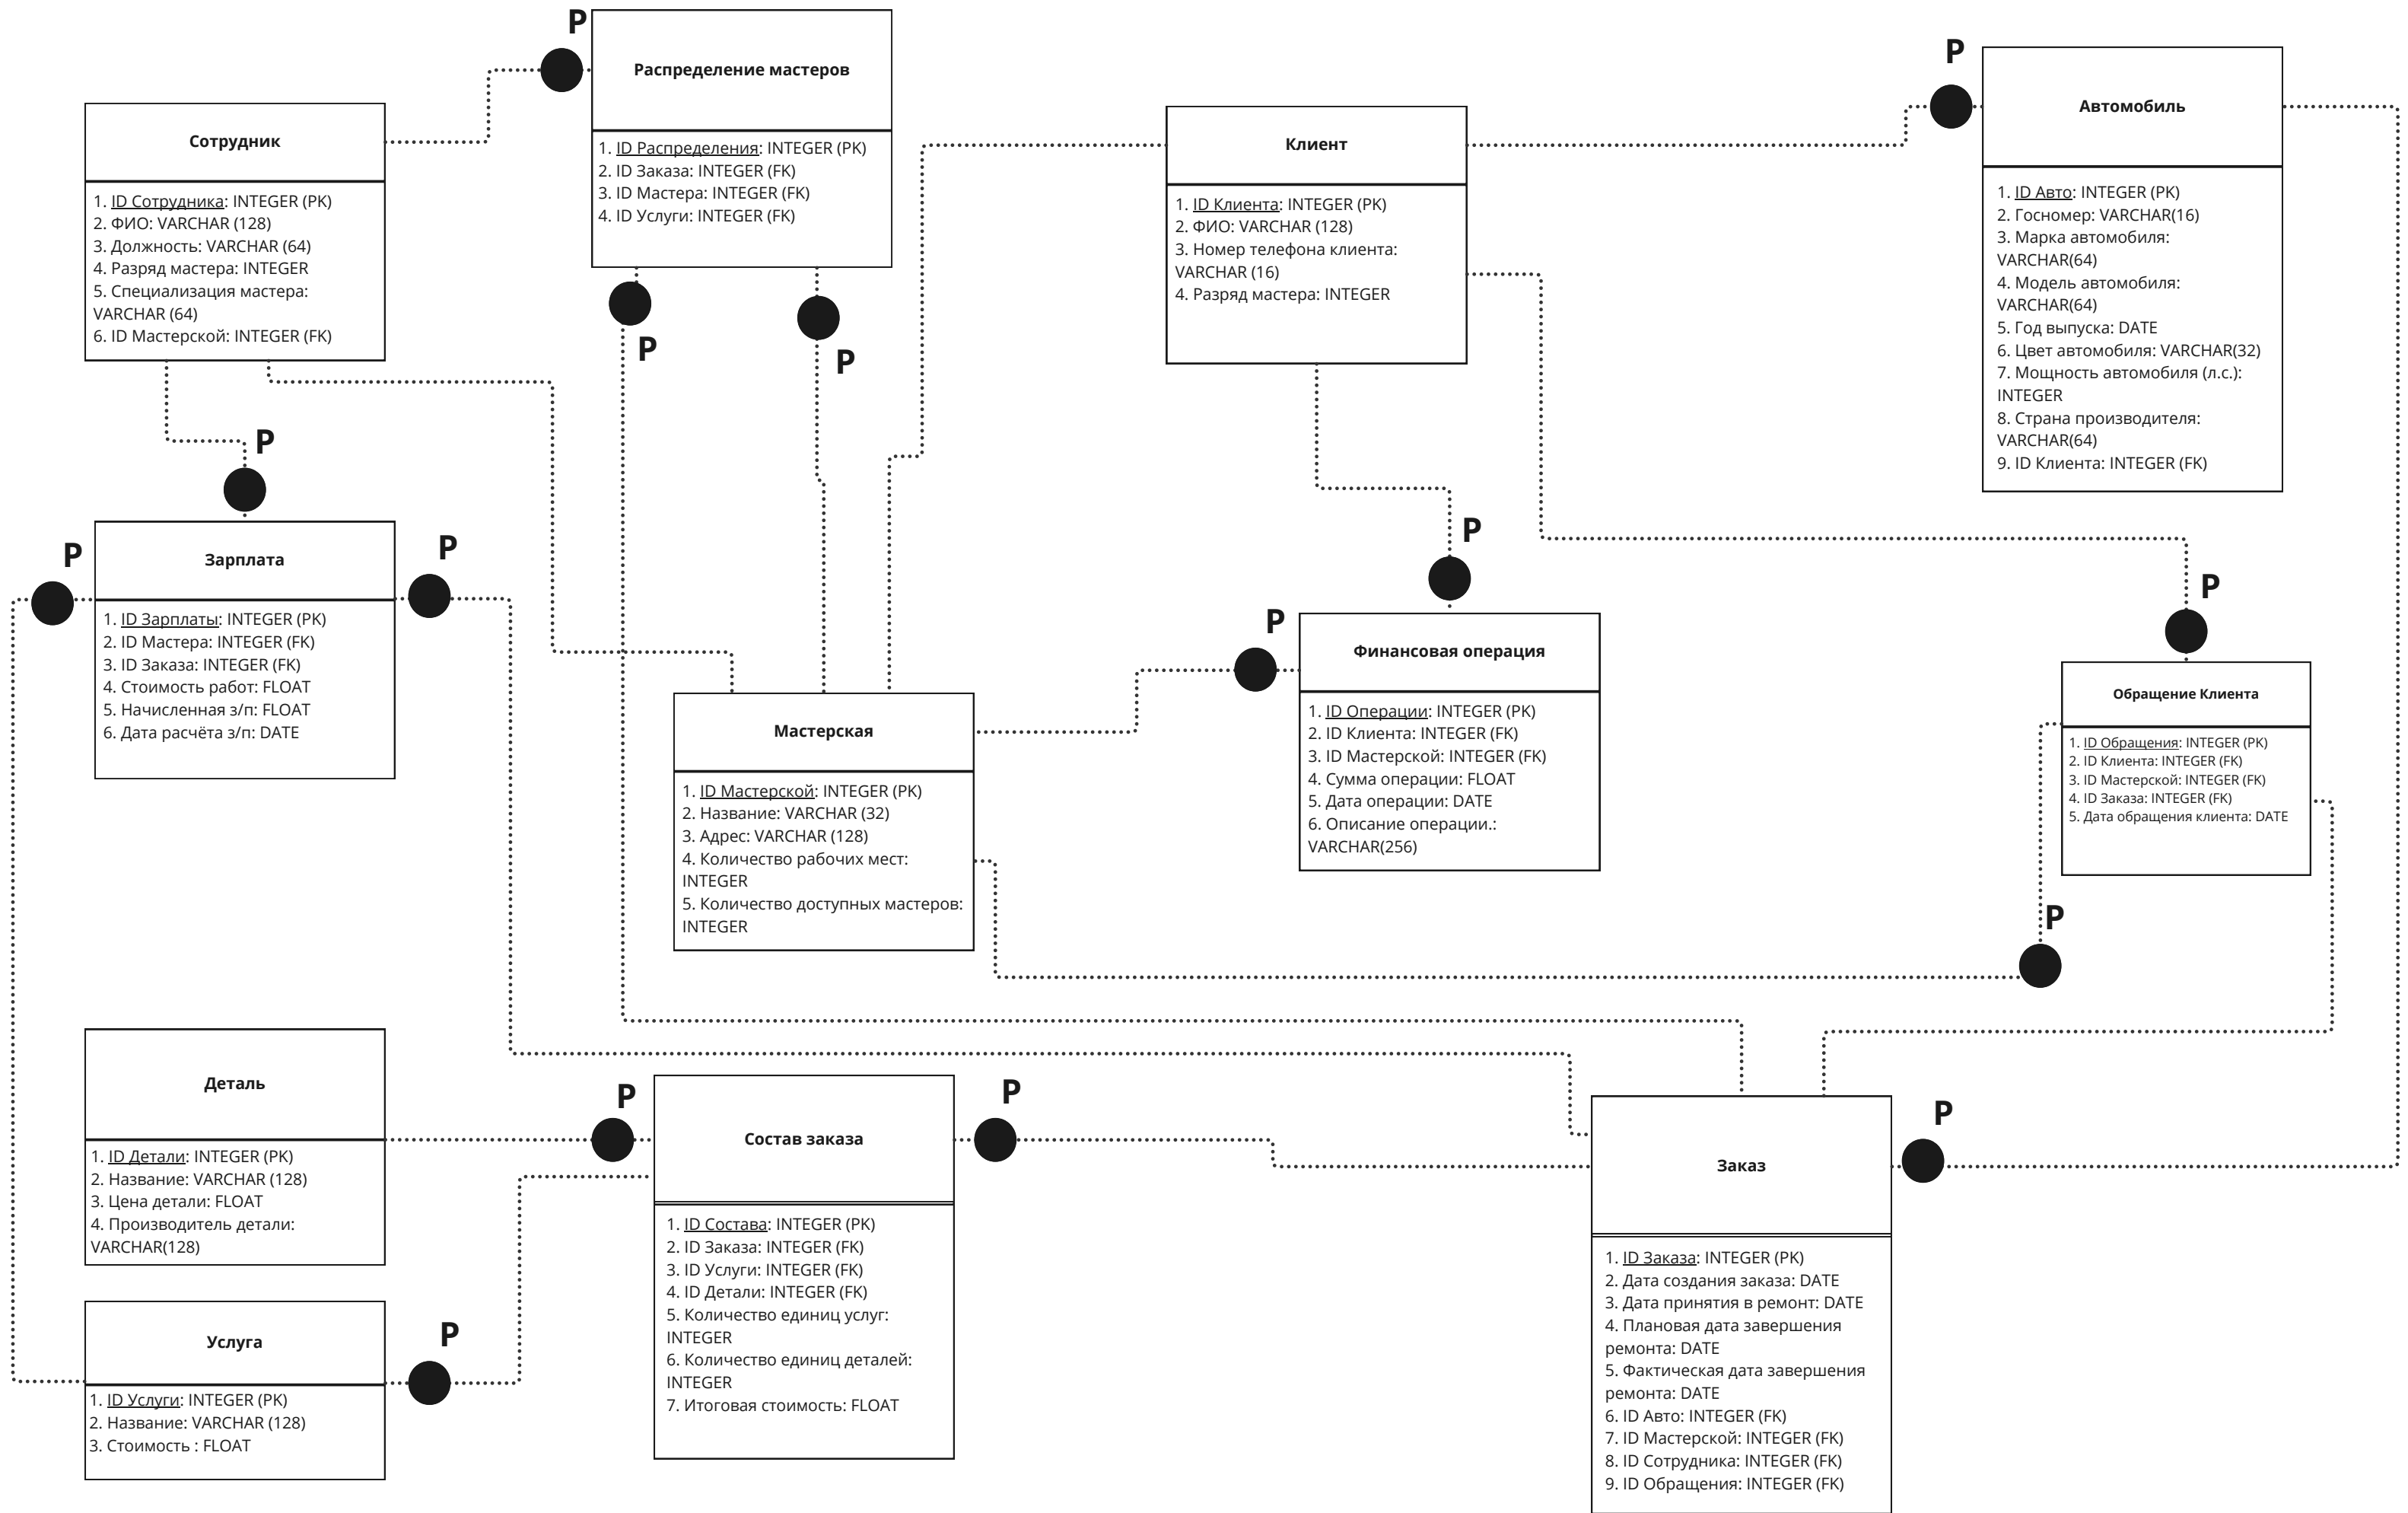 P
Распределение мастеров
1. ID Распределения: INTEGER (PK)
2. ID Заказа: INTEGER (FK)
3. ID Мастера: INTEGER (FK)
4. ID Услуги: INTEGER (FK)
P
P
Сотрудник
1. ID Сотрудника: INTEGER (PK)
2. ФИО: VARCHAR (128)
3. Должность: VARCHAR (64)
4. Разряд мастера: INTEGER
5. Специализация мастера:
VARCHAR (64)
6. ID Мастерской: INTEGER (FK)
Клиент
1. ID Клиента: INTEGER (PK)
2. ФИО: VARCHAR (128)
3. Номер телефона клиента:
VARCHAR (16)
4. Разряд мастера: INTEGER
P
Автомобиль
1. ID Авто: INTEGER (PK)
2. Госномер: VARCHAR(16)
3. Марка автомобиля:
VARCHAR(64)
4. Модель автомобиля:
VARCHAR(64)
5. Год выпуска: DATE
6. Цвет автомобиля: VARCHAR(32)
7. Мощность автомобиля (л.с.):
INTEGER
8. Страна производителя:
VARCHAR(64)
9. ID Клиента: INTEGER (FK)
P
P
P
Зарплата
1. ID Зарплаты: INTEGER (PK)
2. ID Мастера: INTEGER (FK)
3. ID Заказа: INTEGER (FK)
4. Стоимость работ: FLOAT
5. Начисленная з/п: FLOAT
6. Дата расчёта з/п: DATE
Мастерская
1. ID Мастерской: INTEGER (PK)
2. Название: VARCHAR (32)
3. Адрес: VARCHAR (128)
4. Количество рабочих мест:
INTEGER
5. Количество доступных мастеров:
INTEGER
P
P
Финансовая операция
1. ID Операции: INTEGER (PK)
2. ID Клиента: INTEGER (FK)
3. ID Мастерской: INTEGER (FK)
4. Сумма операции: FLOAT
5. Дата операции: DATE
6. Описание операции.:
VARCHAR(256)
P
Обращение Клиента
1. ID Обращения: INTEGER (PK)
2. ID Клиента: INTEGER (FK)
3. ID Мастерской: INTEGER (FK)
4. ID Заказа: INTEGER (FK)
5. Дата обращения клиента: DATE
P
Деталь
1. ID Детали: INTEGER (PK)
2. Название: VARCHAR (128)
3. Цена детали: FLOAT
4. Производитель детали:
VARCHAR(128)
P
P
Состав заказа
1. ID Состава: INTEGER (PK)
2. ID Заказа: INTEGER (FK)
3. ID Услуги: INTEGER (FK)
4. ID Детали: INTEGER (FK)
5. Количество единиц услуг:
INTEGER
6. Количество единиц деталей:
INTEGER
7. Итоговая стоимость: FLOAT
P
Заказ
1. ID Заказа: INTEGER (PK)
2. Дата создания заказа: DATE
3. Дата принятия в ремонт: DATE
4. Плановая дата завершения
ремонта: DATE
5. Фактическая дата завершения
ремонта: DATE
6. ID Авто: INTEGER (FK)
7. ID Мастерской: INTEGER (FK)
8. ID Сотрудника: INTEGER (FK)
9. ID Обращения: INTEGER (FK)
Услуга
1. ID Услуги: INTEGER (PK)
2. Название: VARCHAR (128)
3. Стоимость : FLOAT
P